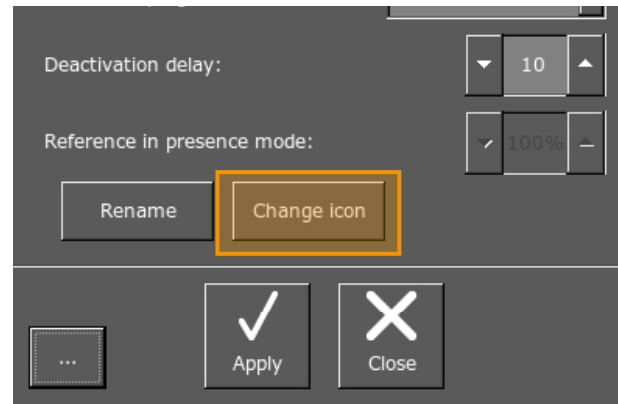 Deactivation delay:
10
Reference in presence mode:
100%
Rename
Change icon
...
Apply
Close